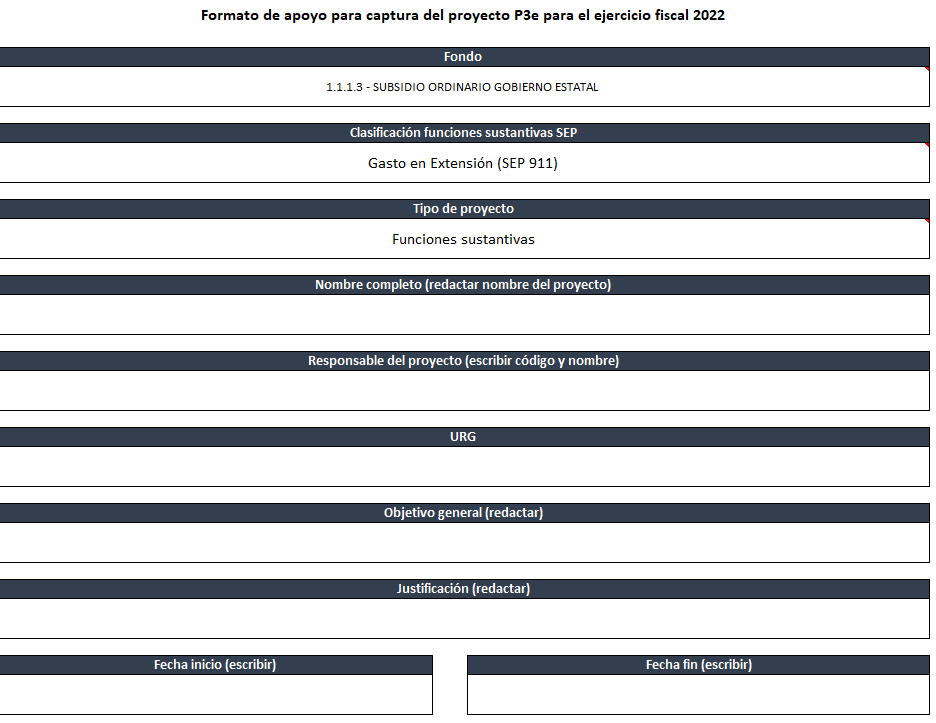 Formato de apoyo para captura del proyecto P3e para el ejercicio fiscal 2022
Fondo
1.1.1.3 - SUBSIDIO ORDINARIO GOBIERNO ESTATAL
Clasificación funciones sustantivas SEP
Gasto en Extensión (SEP 911)
Tipo de proyecto
Funciones sustantivas
Nombre completo (redactar nombre del proyecto)
Responsable del proyecto (escribir código y nombre)
URG
Objetivo general (redactar)
Justificación (redactar)
Fecha inicio (escribir)
Fecha fin (escribir)